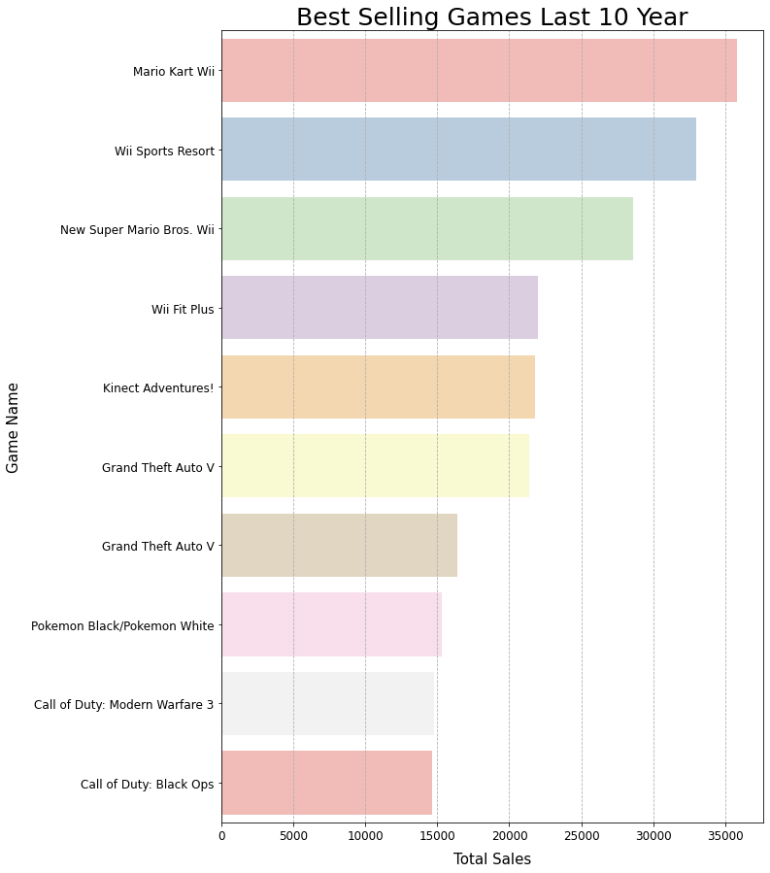 Best Selling Games Last 10 Year
Game Name
Mario Kart Wii
Wii Sports Resort
New Super Mario Bros. Wii
Wii Fit Plus
Kinect Adventures!
Grand Theft Auto V
Grand Theft Auto V
Pokemon Black/Pokemon White
Call of Duty: Modern Warfare 3
Call of Duty: Black Ops
0 5000 10000 15000 20000 25000 30000 35000
Total Sales